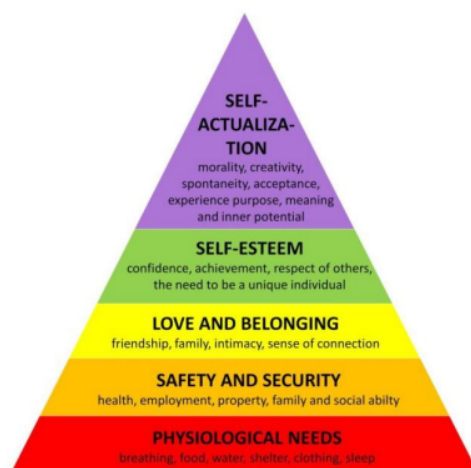 SELF-
ACTUALIZA-
TION
morality, creativity,
spontaneity, acceptance,
experience purpose, meaning
and inner potential
SELF-ESTEEM
confidence, achievement, respect of others,
the need to be a unique individual
LOVE AND BELONGING
friendship, family, intimacy, sense of connection
SAFETY AND SECURITY
health, employment, property, family and social abilty
PHYSIOLOGICAL NEEDS
breathing, food, water, shelter, clothing, sleep